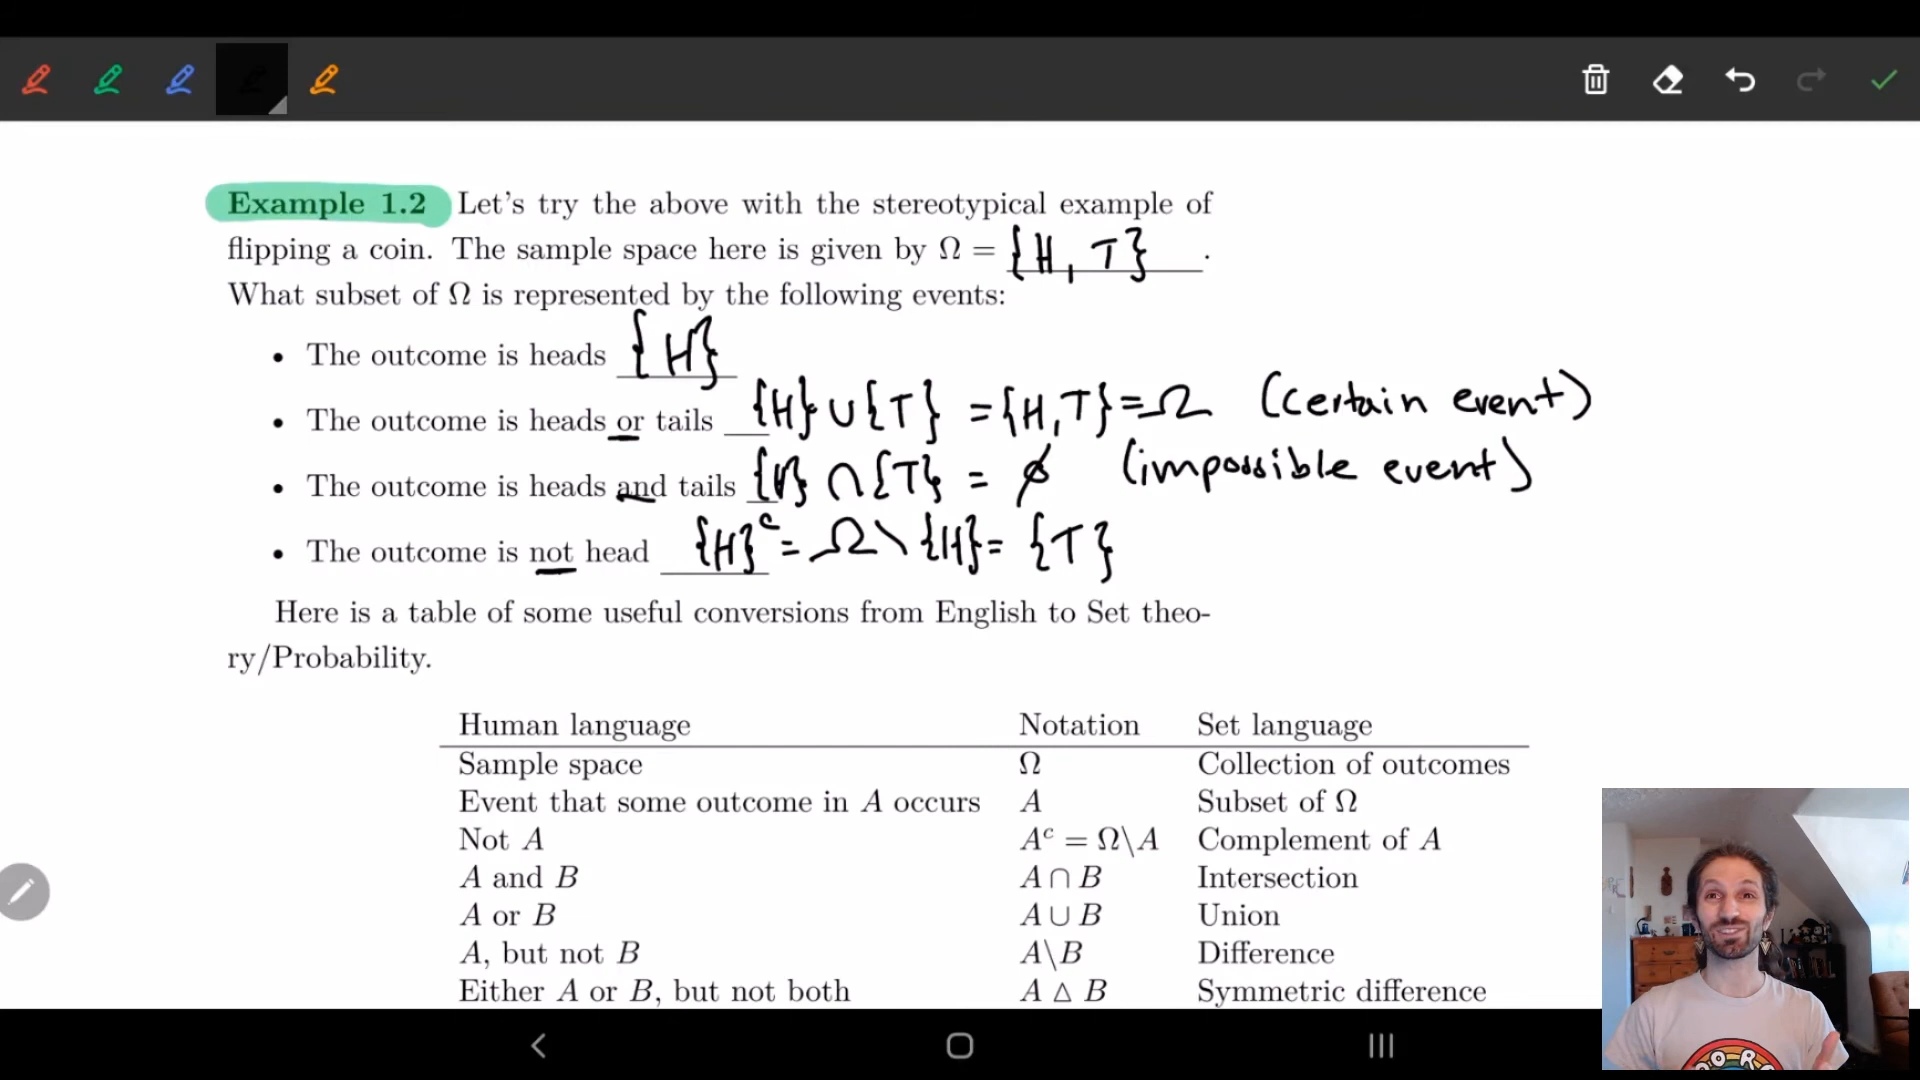 Example 1.2 Let's try the above with the stereotypical example of
flipping a coin. The sample space here is given by Ω = {H, T}.
What subset of Ω is represented by the following events:
• The outcome is heads {H}
• The outcome is heads or tails {H} ∪ {T} = {H, T} = Ω (certain event)
• The outcome is heads and tails {H} ∩ {T} = ∅ (impossible event)
• The outcome is not head {H}ᶜ = Ω \ {H} = {T}
Here is a table of some useful conversions from English to Set theo-
ry/Probability.
Human language Notation Set language
Sample space Ω Collection of outcomes
Event that some outcome in A occurs A Subset of Ω
Not A Aᶜ = Ω\A Complement of A
A and B A ∩ B Intersection
A or B A ∪ B Union
A, but not B A\B Difference
Either A or B, but not both A △ B Symmetric difference